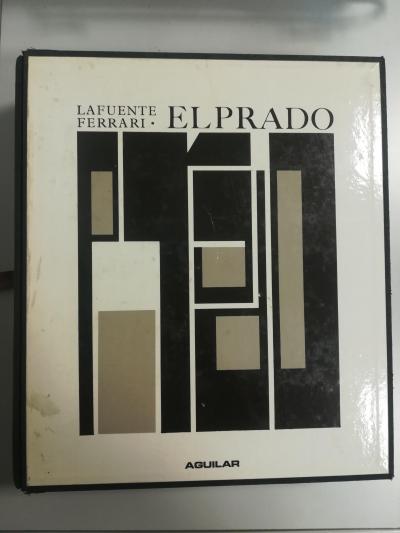 LAFUENTE
FERRARI · EL PRADO
AGUILAR